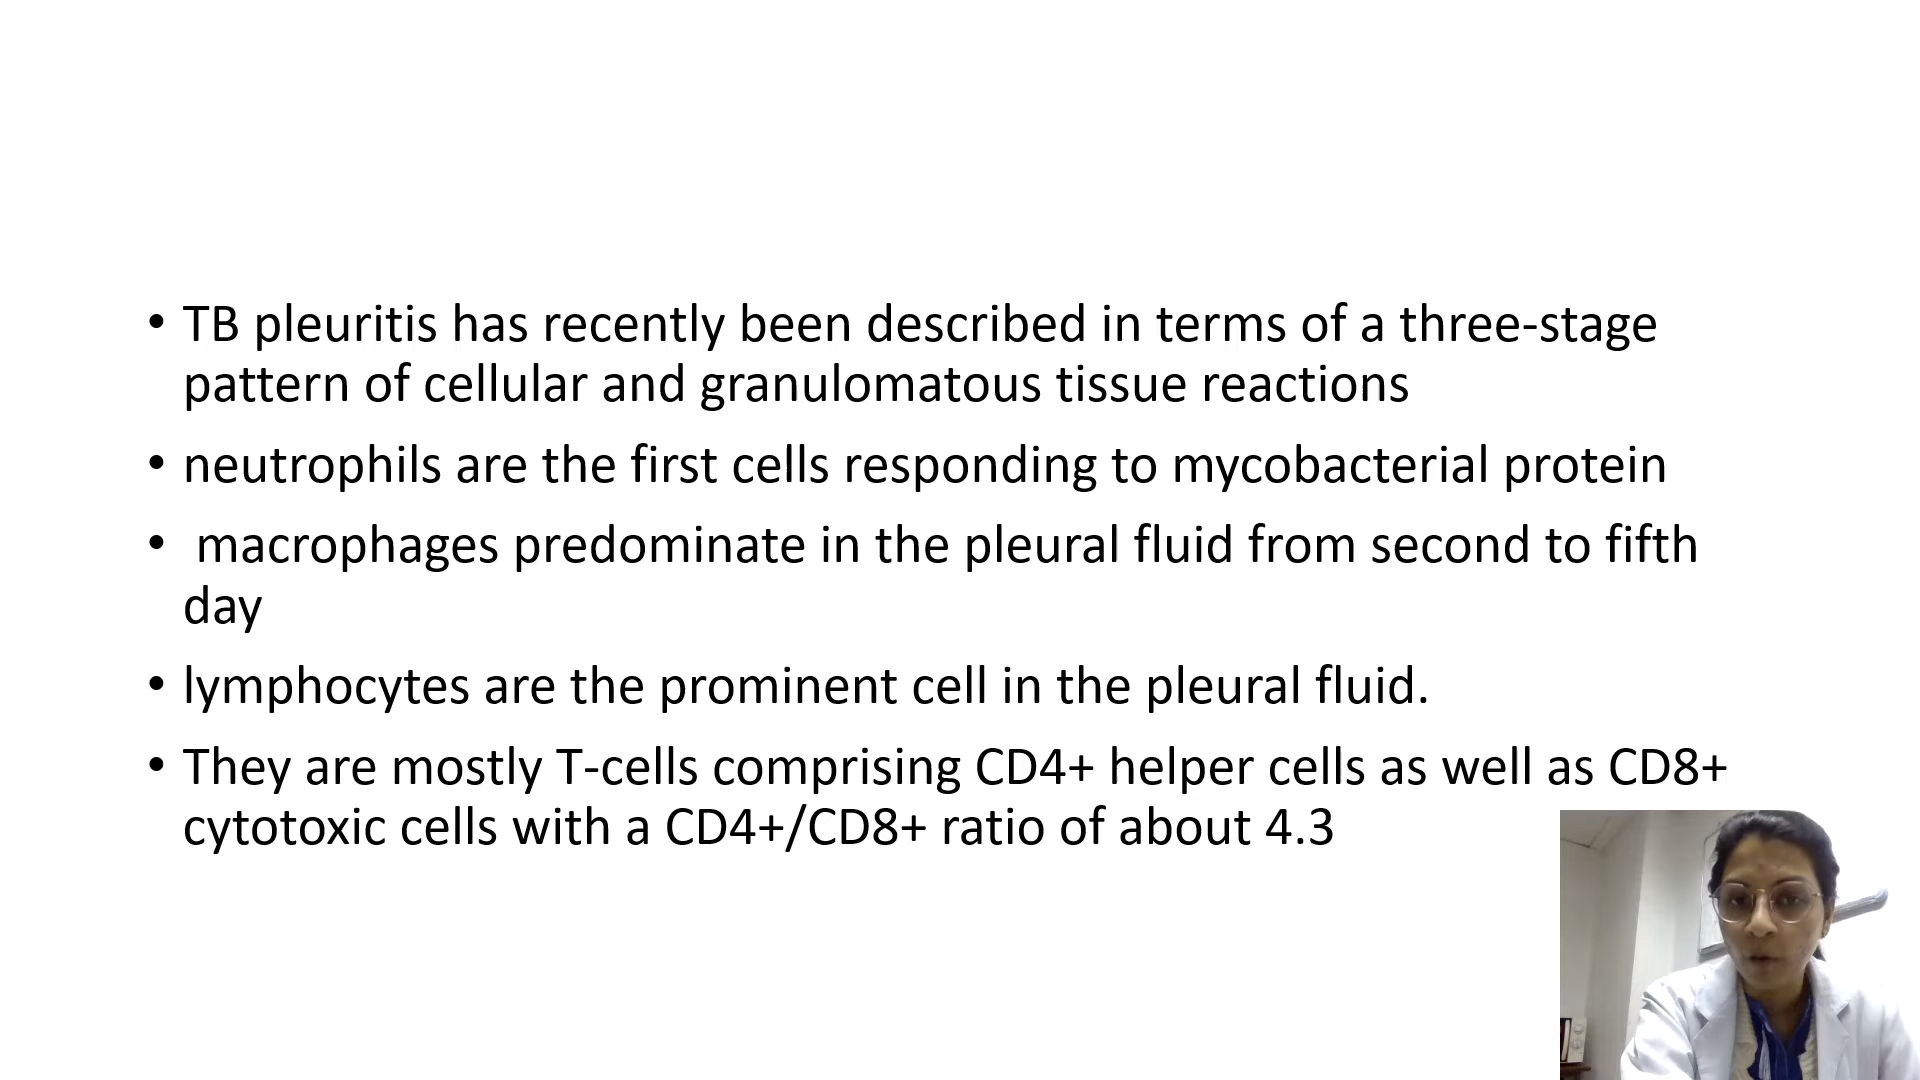 • TB pleuritis has recently been described in terms of a three-stage
pattern of cellular and granulomatous tissue reactions
• neutrophils are the first cells responding to mycobacterial protein
• macrophages predominate in the pleural fluid from second to fifth
day
• lymphocytes are the prominent cell in the pleural fluid.
• They are mostly T-cells comprising CD4+ helper cells as well as CD8+
cytotoxic cells with a CD4+/CD8+ ratio of about 4.3